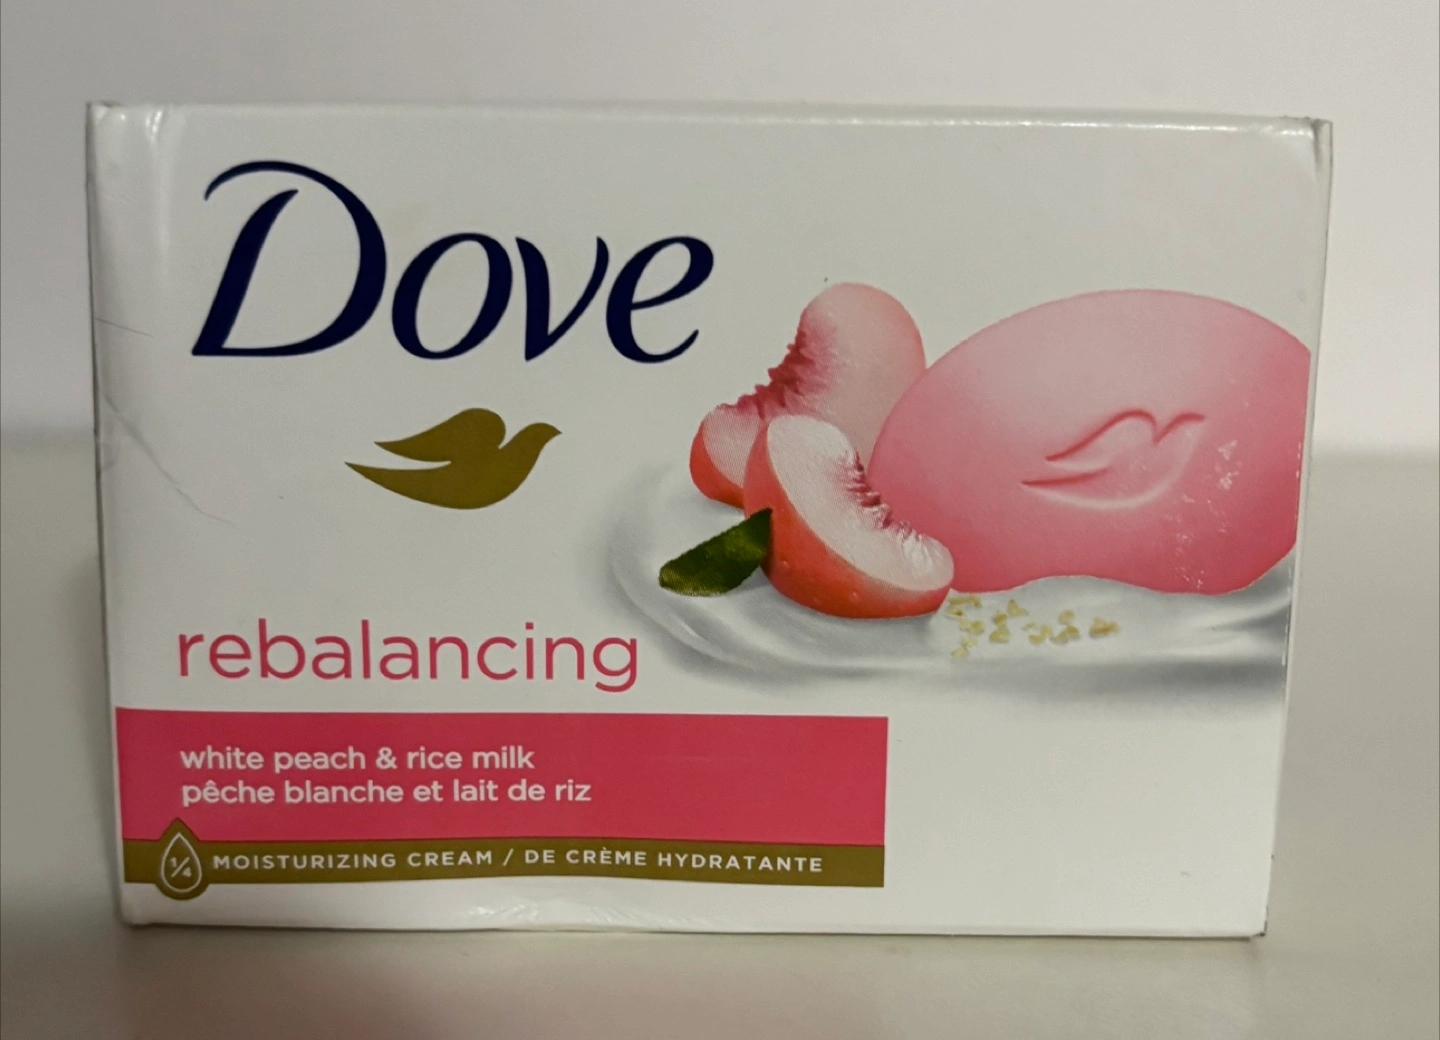 Dove
rebalancing
white peach & rice milk
pêche blanche et lait de riz
1/4 MOISTURIZING CREAM / DE CRÈME HYDRATANTE